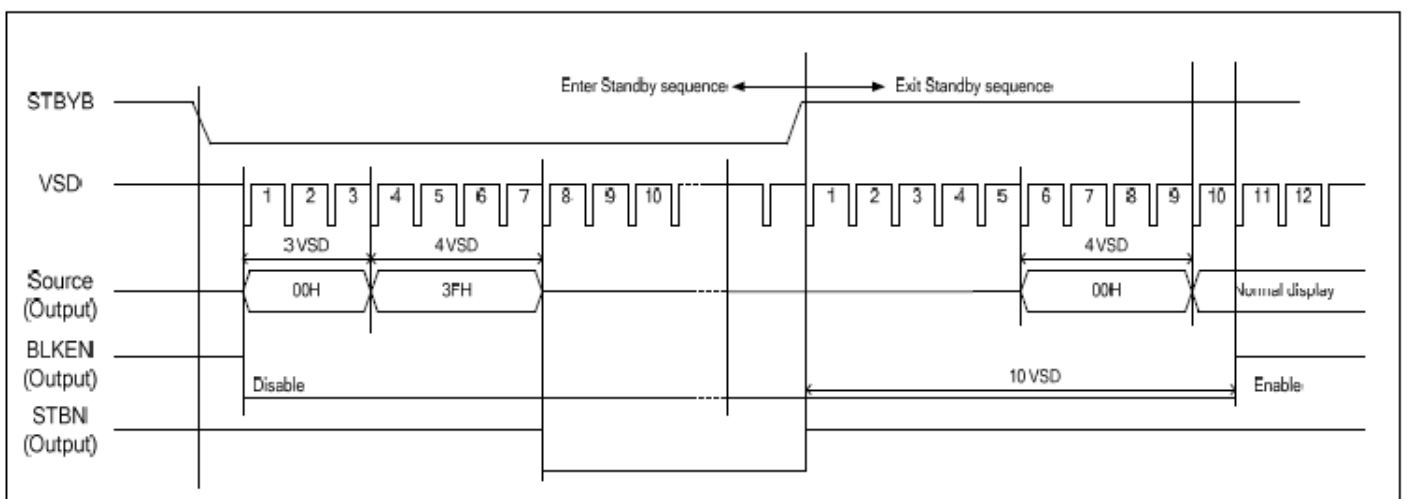 Enter Standby sequence
Exit Standby sequence
STBYB
VSD
1 2 3 4 5 6 7 8 9 10 1 2 3 4 5 6 7 8 9 10 11 12
3 VSD
4 VSD
4 VSD
Source
(Output)
00H
3FH
00H
Normal display
BLKEN
(Output)
Disable
10 VSD
Enable
STBN
(Output)